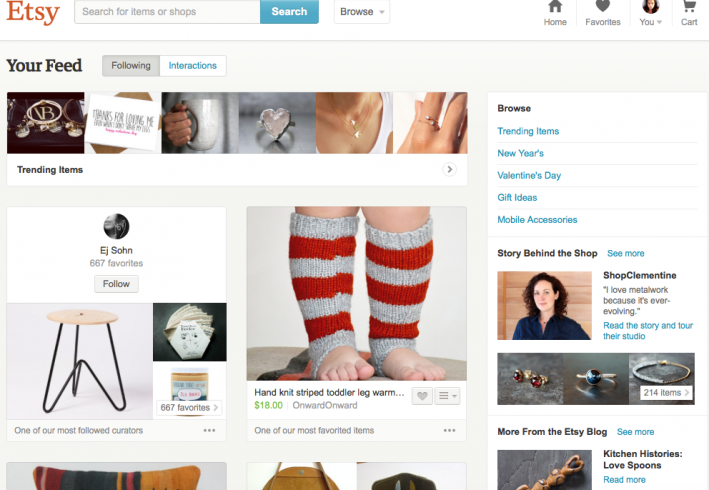 Etsy
Search for items or shops
Search
Browse
Home
Favorites
You
Cart
Your Feed
Following
Interactions
THANKS FOR LOVING ME
Trending Items
Ej Sohn
667 favorites
Follow
667 favorites
One of our most followed curators
Hand knit striped toddler leg warm...
$18.00
OnwardOnward
One of our most favorited items
Browse
Trending Items
New Year's
Valentine's Day
Gift Ideas
Mobile Accessories
Story Behind the Shop See more
ShopClementine
"I love metalwork
because it's ever-
evolving."
Read the story and tour
their studio
214 items
More From the Etsy Blog See more
Kitchen Histories:
Love Spoons
Read more